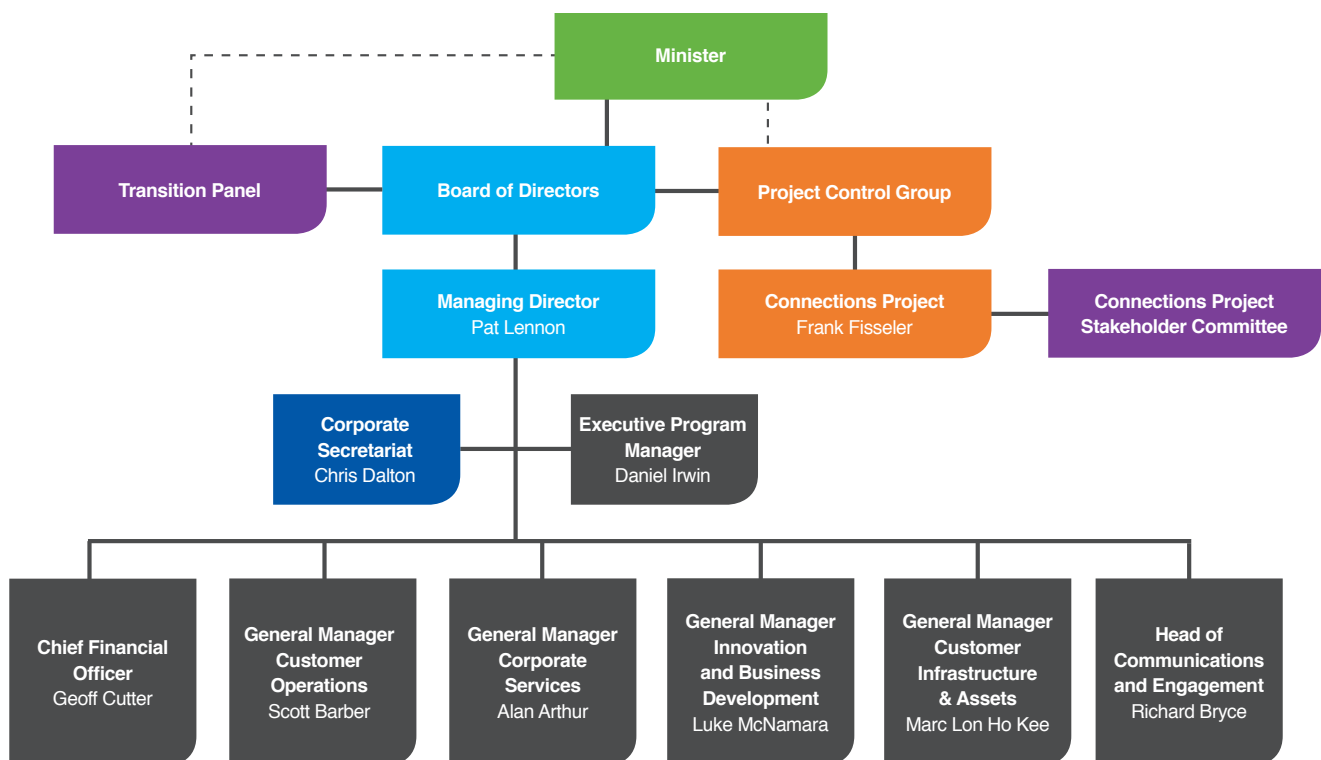 Minister
Transition Panel
Board of Directors
Project Control Group
Managing Director
Pat Lennon
Connections Project
Frank Fisseler
Connections Project
Stakeholder Committee
Corporate
Secretariat
Chris Dalton
Executive Program
Manager
Daniel Irwin
Chief Financial
Officer
Geoff Cutter
General Manager
Customer
Operations
Scott Barber
General Manager
Corporate
Services
Alan Arthur
General Manager
Innovation
and Business
Development
Luke McNamara
General Manager
Customer
Infrastructure
& Assets
Marc Lon Ho Kee
Head of
Communications
and Engagement
Richard Bryce